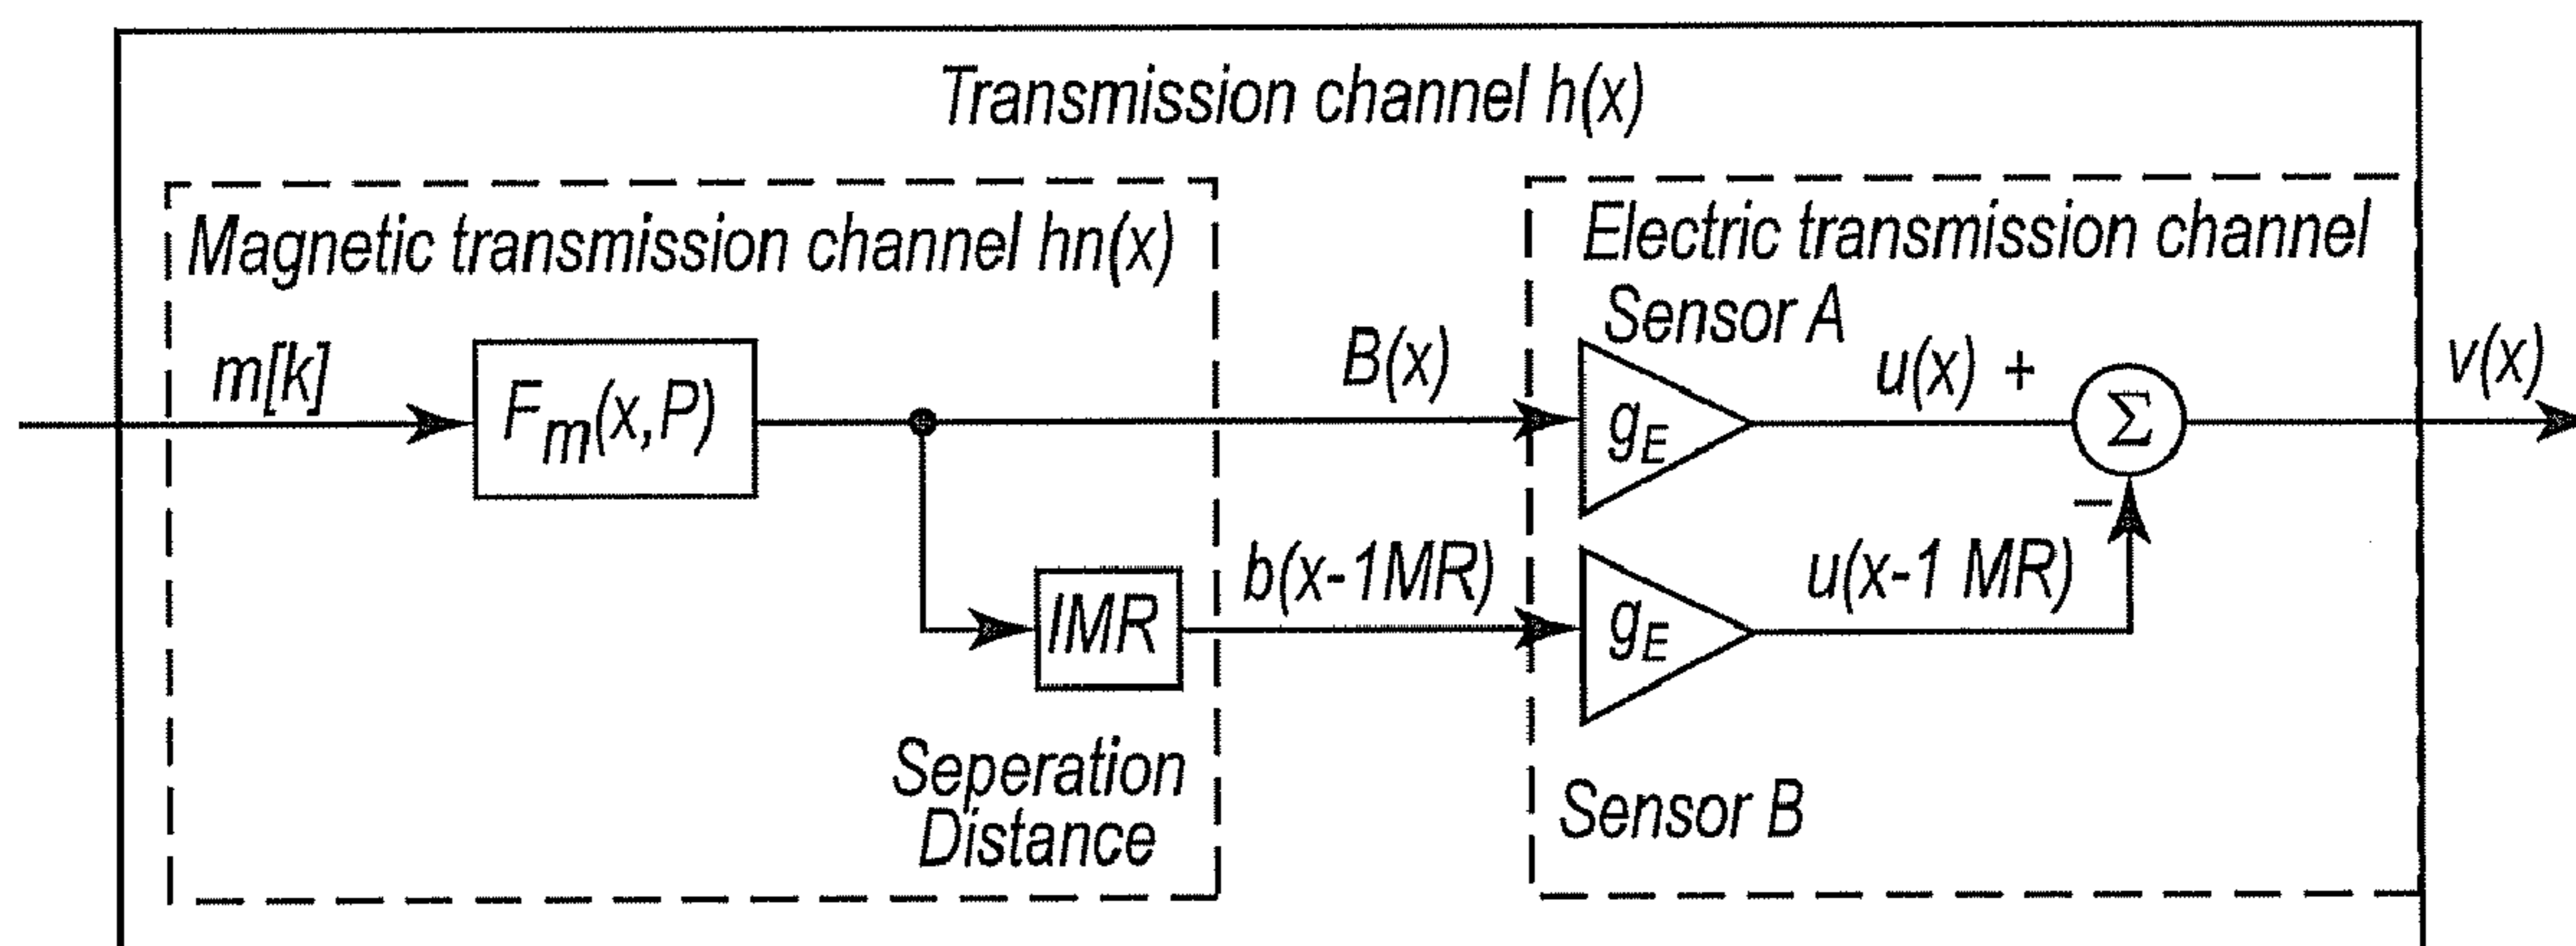 Transmission channel h(x)
Magnetic transmission channel hn(x)
Electric transmission channel
Sensor A
m[k]
Fm(x,P)
B(x)
gE
u(x) +
Σ
v(x)
–
IMR
b(x-1MR)
gE
u(x-1 MR)
Seperation
Distance
Sensor B